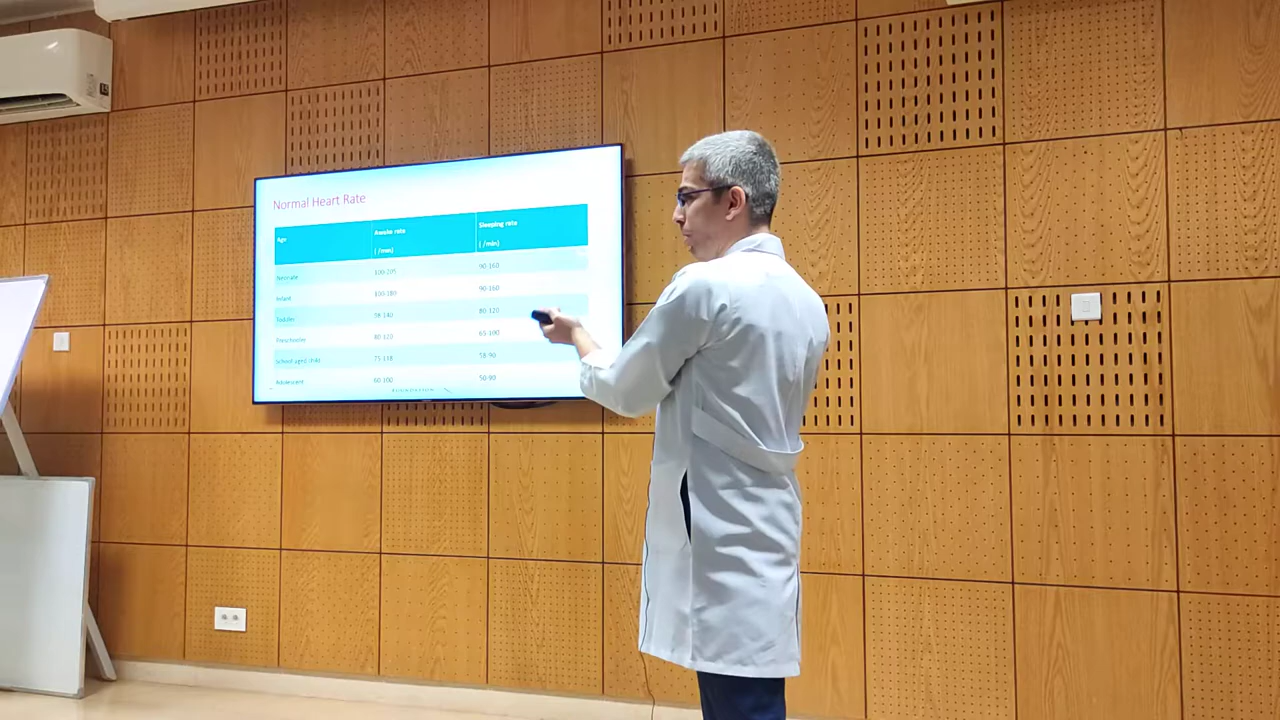 Normal Heart Rate
Age Awake rate Sleeping rate
( /min) ( /min)
Neonate 100-205 90-160
Infant 100-180 90-160
Toddler 98-140 80-120
Preschooler 80-120 65-100
School-aged child 75-118 58-90
Adolescent 60-100 50-90